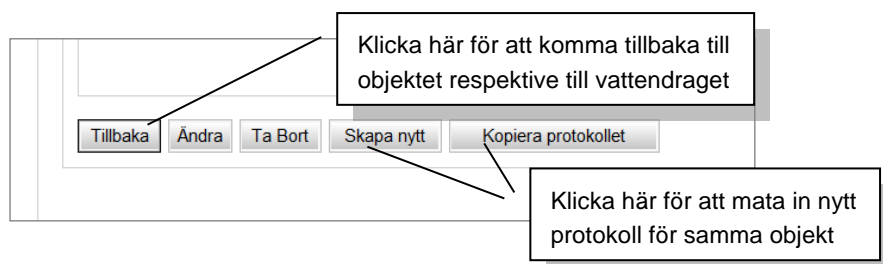 Klicka här för att komma tillbaka till
objektet respektive till vattendraget
Tillbaka Ändra Ta Bort Skapa nytt Kopiera protokollet
Klicka här för att mata in nytt
protokoll för samma objekt